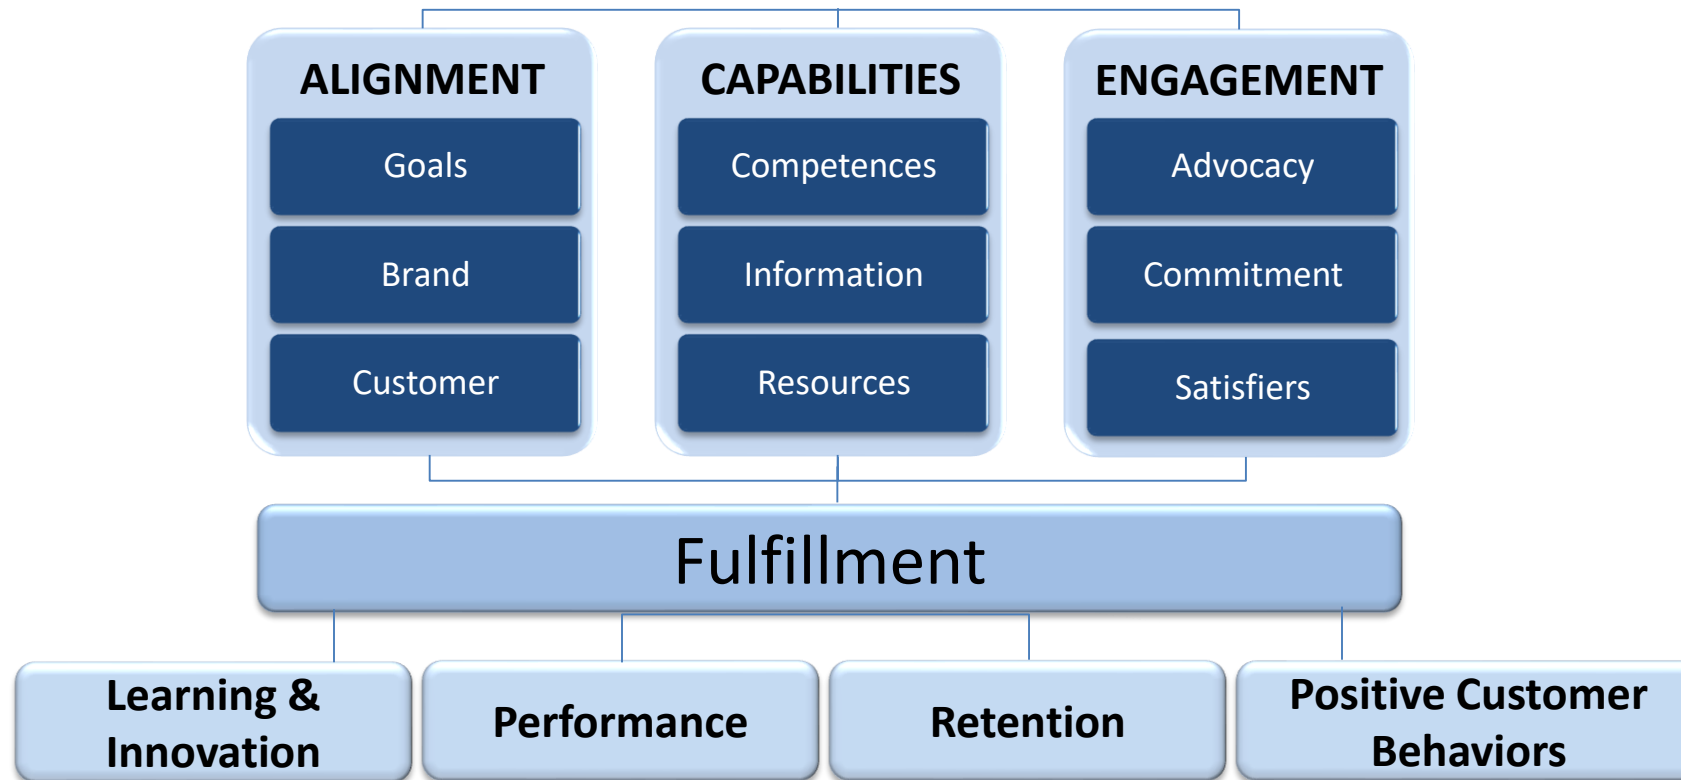 ALIGNMENT
Goals
Brand
Customer
CAPABILITIES
Competences
Information
Resources
ENGAGEMENT
Advocacy
Commitment
Satisfiers
Fulfillment
Learning &
Innovation
Performance
Retention
Positive Customer
Behaviors